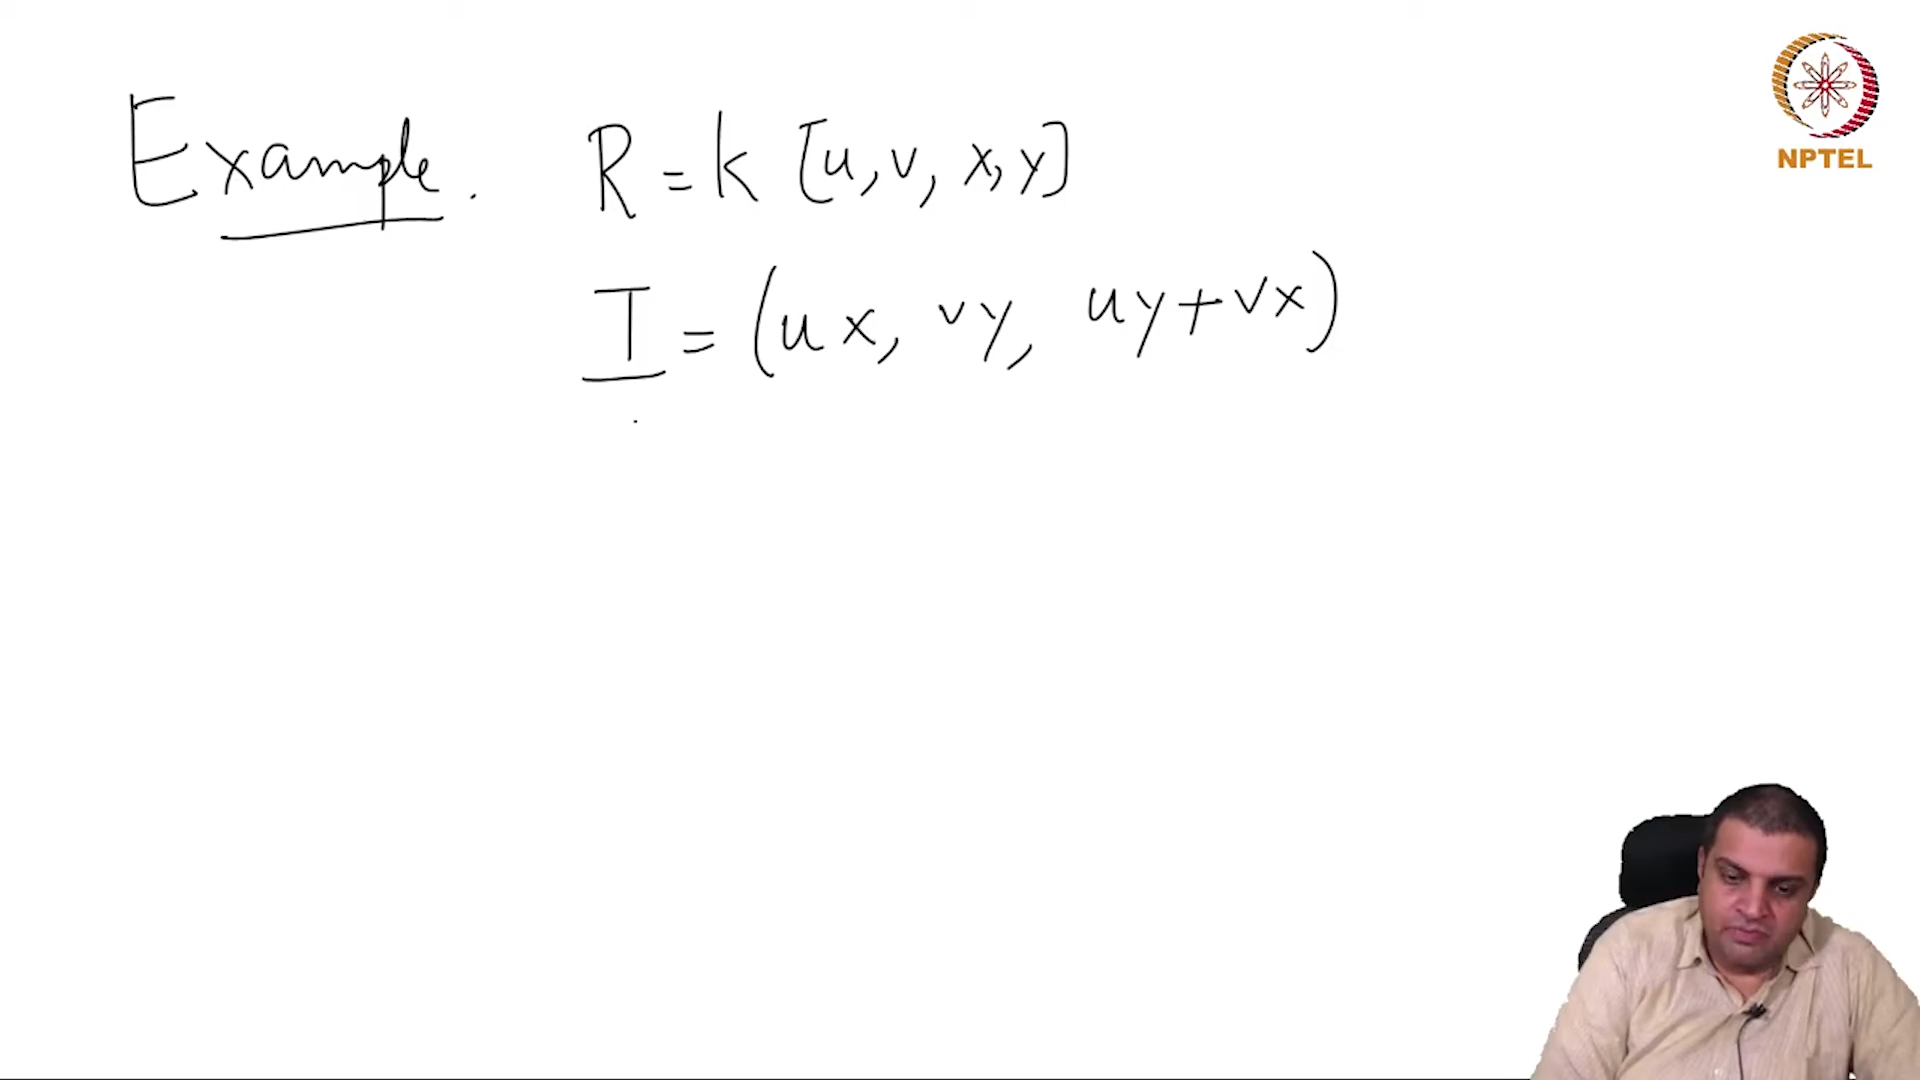 Example. R = k [u, v, x, y]
I = (ux, vy, uy + vx)
NPTEL